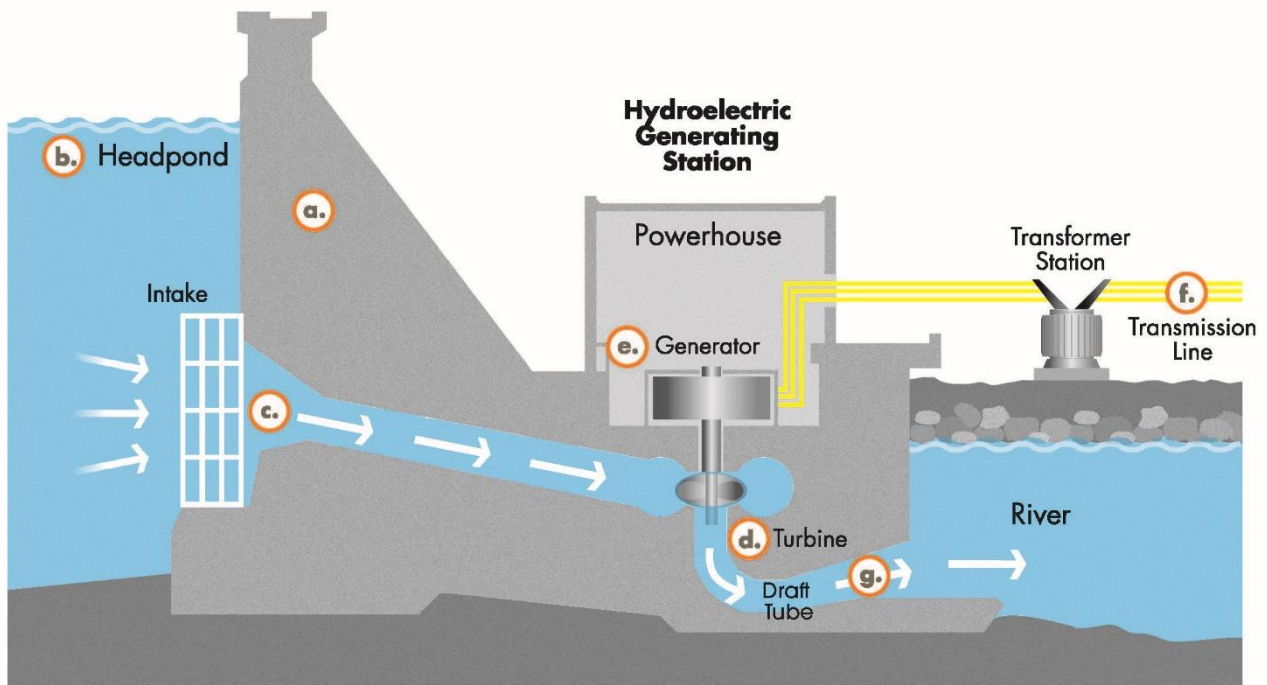 Hydroelectric
Generating
Station
b. Headpond
a.
Powerhouse
Transformer
Station
Intake
f.
Transmission
Line
e. Generator
c.
River
d. Turbine
g.
Draft
Tube